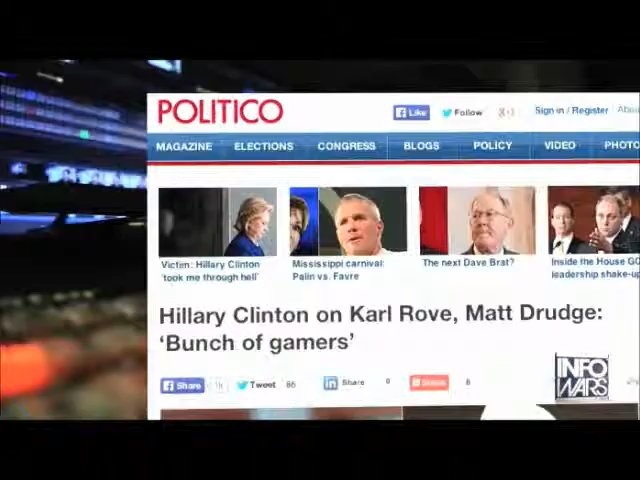 POLITICO
Like
Follow
Sign in / Register
Abou
MAGAZINE ELECTIONS CONGRESS BLOGS POLICY VIDEO PHOTO
Victim: Hillary Clinton
'took me through hell'
Mississippi carnival:
Palin vs. Favre
The next Dave Brat?
Inside the House GO
leadership shake-u
Hillary Clinton on Karl Rove, Matt Drudge:
'Bunch of gamers'
Share
Tweet
Share
INFO
WARS